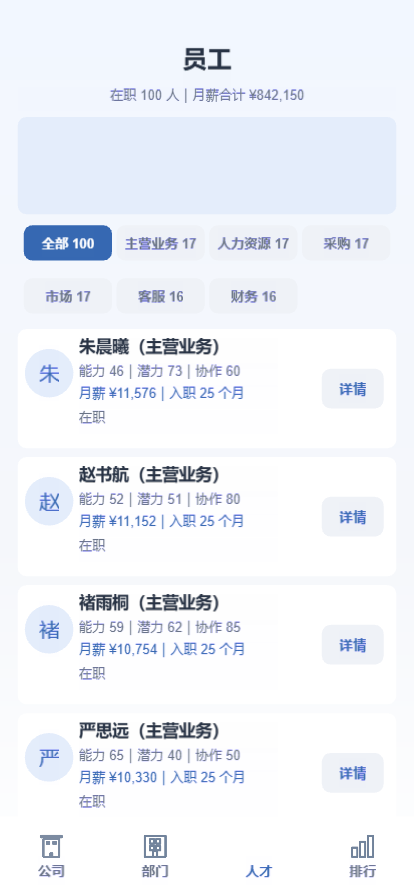 员工
在职 100 人 | 月薪合计 ¥842,150
全部 100 主营业务 17 人力资源 17 采购 17
市场 17 客服 16 财务 16
朱晨曦（主营业务）
朱
能力 46 | 潜力 73 | 协作 60
月薪 ¥11,576 | 入职 25 个月
详情
在职
赵书航（主营业务）
赵
能力 52 | 潜力 51 | 协作 80
月薪 ¥11,152 | 入职 25 个月
详情
在职
褚雨桐（主营业务）
褚
能力 59 | 潜力 62 | 协作 85
月薪 ¥10,754 | 入职 25 个月
详情
在职
严思远（主营业务）
严
能力 65 | 潜力 40 | 协作 50
月薪 ¥10,330 | 入职 25 个月
详情
在职
公司 部门 人才 排行